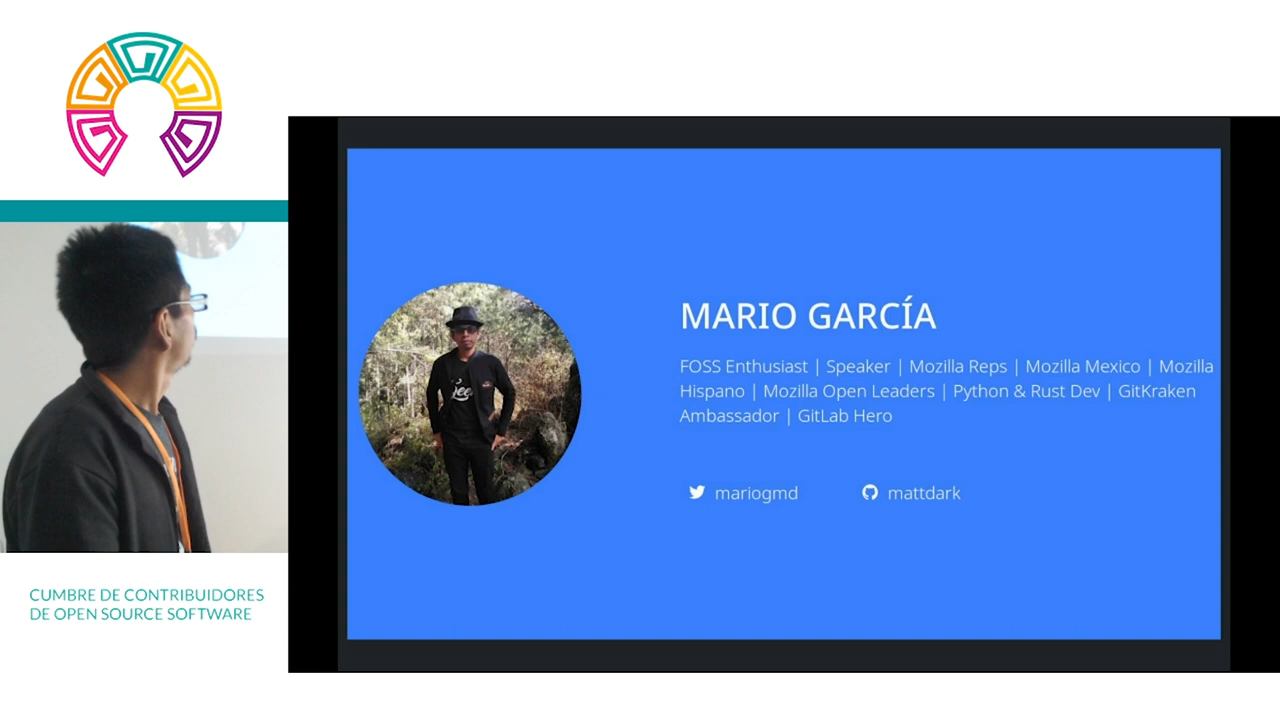 MARIO GARCÍA
FOSS Enthusiast | Speaker | Mozilla Reps | Mozilla Mexico | Mozilla
Hispano | Mozilla Open Leaders | Python & Rust Dev | GitKraken
Ambassador | GitLab Hero
mariogmd
mattdark
CUMBRE DE CONTRIBUIDORES
DE OPEN SOURCE SOFTWARE